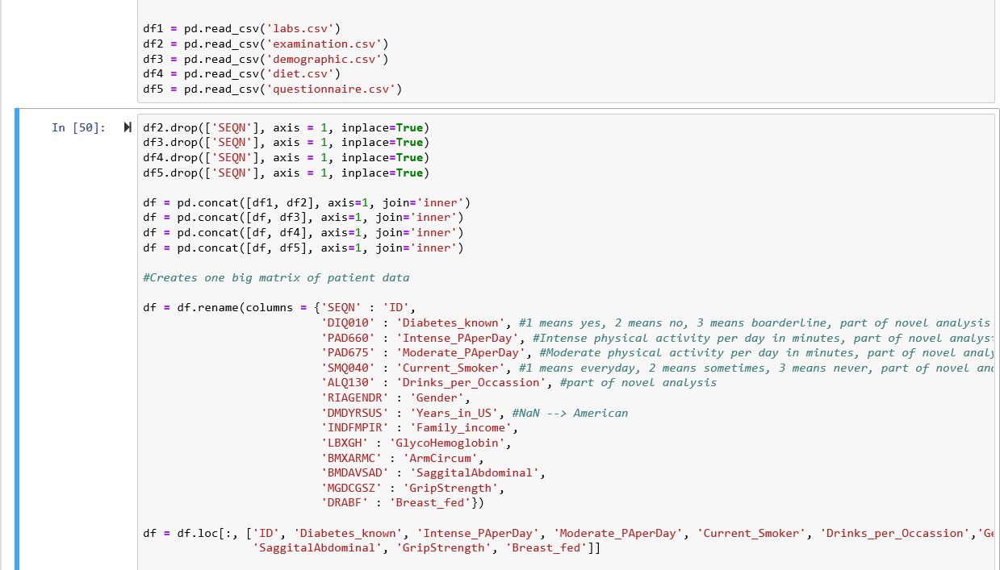 df1 = pd.read_csv('labs.csv')
df2 = pd.read_csv('examination.csv')
df3 = pd.read_csv('demographic.csv')
df4 = pd.read_csv('diet.csv')
df5 = pd.read_csv('questionnaire.csv')
In [50]:
df2.drop(['SEQN'], axis = 1, inplace=True)
df3.drop(['SEQN'], axis = 1, inplace=True)
df4.drop(['SEQN'], axis = 1, inplace=True)
df5.drop(['SEQN'], axis = 1, inplace=True)
df = pd.concat([df1, df2], axis=1, join='inner')
df = pd.concat([df, df3], axis=1, join='inner')
df = pd.concat([df, df4], axis=1, join='inner')
df = pd.concat([df, df5], axis=1, join='inner')
#Creates one big matrix of patient data
df = df.rename(columns = {'SEQN' : 'ID',
'DIQ010' : 'Diabetes_known', #1 means yes, 2 means no, 3 means boarderline, part of novel analysis
'PAD660' : 'Intense_PAperDay', #Intense physical activity per day in minutes, part of novel
'PAD675' : 'Moderate_PAperDay', #Moderate physical activity per day in minutes, part of novel
'SMQ040' : 'Current_Smoker', #1 means everyday, 2 means sometimes, 3 means never, part of novel
'ALQ130' : 'Drinks_per_Occassion', #part of novel analysis
'RIAGENDR' : 'Gender',
'DMDYRSUS' : 'Years_in_US', #NaN --> American
'INDFMPIR' : 'Family_income',
'LBXGH' : 'GlycoHemoglobin',
'BMXARMC' : 'ArmCircum',
'BMDAVSAD' : 'SaggitalAbdominal',
'MGDCGSZ' : 'GripStrength',
'DRABF' : 'Breast_fed'})
df = df.loc[:, ['ID', 'Diabetes_known', 'Intense_PAperDay', 'Moderate_PAperDay', 'Current_Smoker', 'Drinks_per_Occassion',
'SaggitalAbdominal', 'GripStrength', 'Breast_fed']]